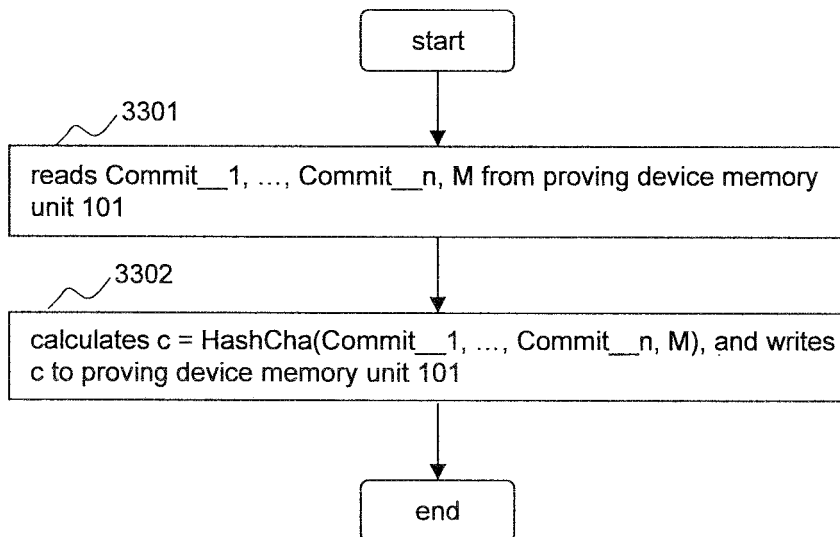 start
3301
reads Commit__1, ..., Commit__n, M from proving device memory
unit 101
3302
calculates c = HashCha(Commit__1, ..., Commit__n, M), and writes
c to proving device memory unit 101
end